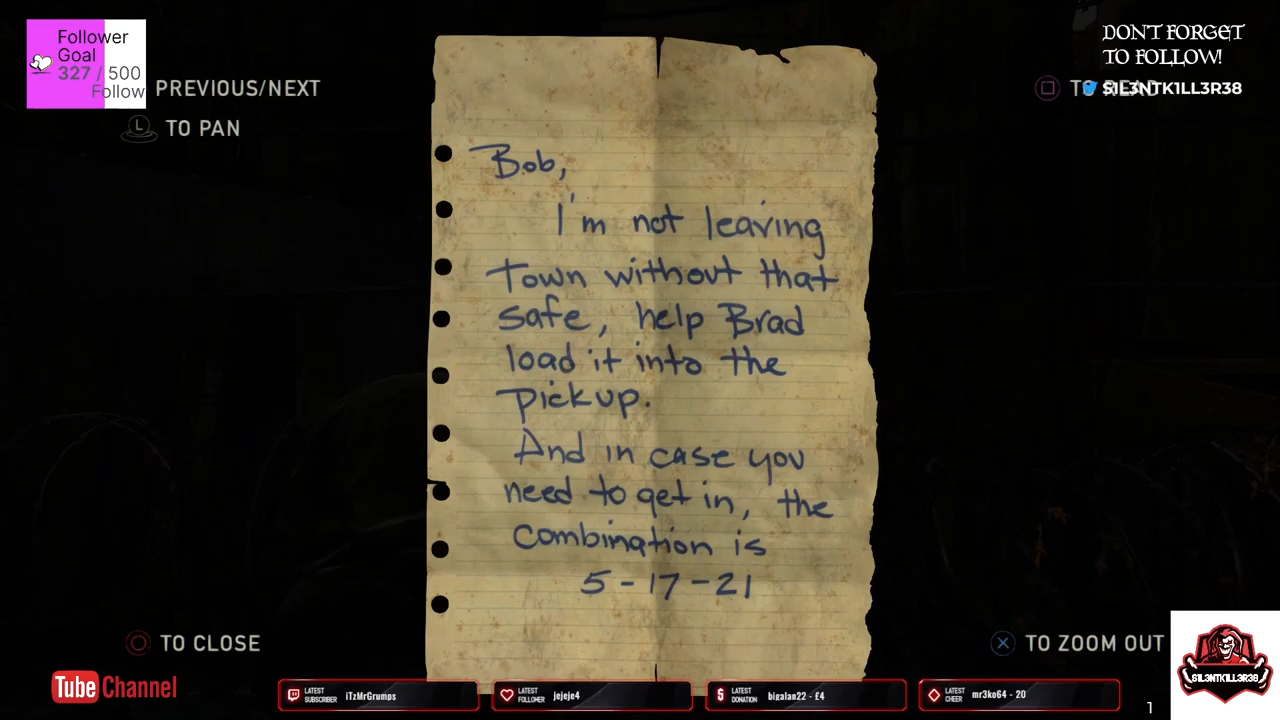 Follower
Goal
327 / 500
Follow
PREVIOUS/NEXT
L
TO PAN
DON'T FORGET
TO FOLLOW!
S1L3NTK1LL3R38
Bob,
I'm not leaving
town without that
safe, help Brad
load it into the
pickup.
And in case you
need to get in, the
combination is
5-17-21
TO CLOSE
TO ZOOM OUT
Tube Channel
LATEST
SUBSCRIBER
iTzMrGrumps
LATEST
FOLLOWER
jejeje4
LATEST
DONATION
bigalan22 - £4
LATEST
CHEER
mr3ko64 - 20
1
S1L3NTK1LL3R38